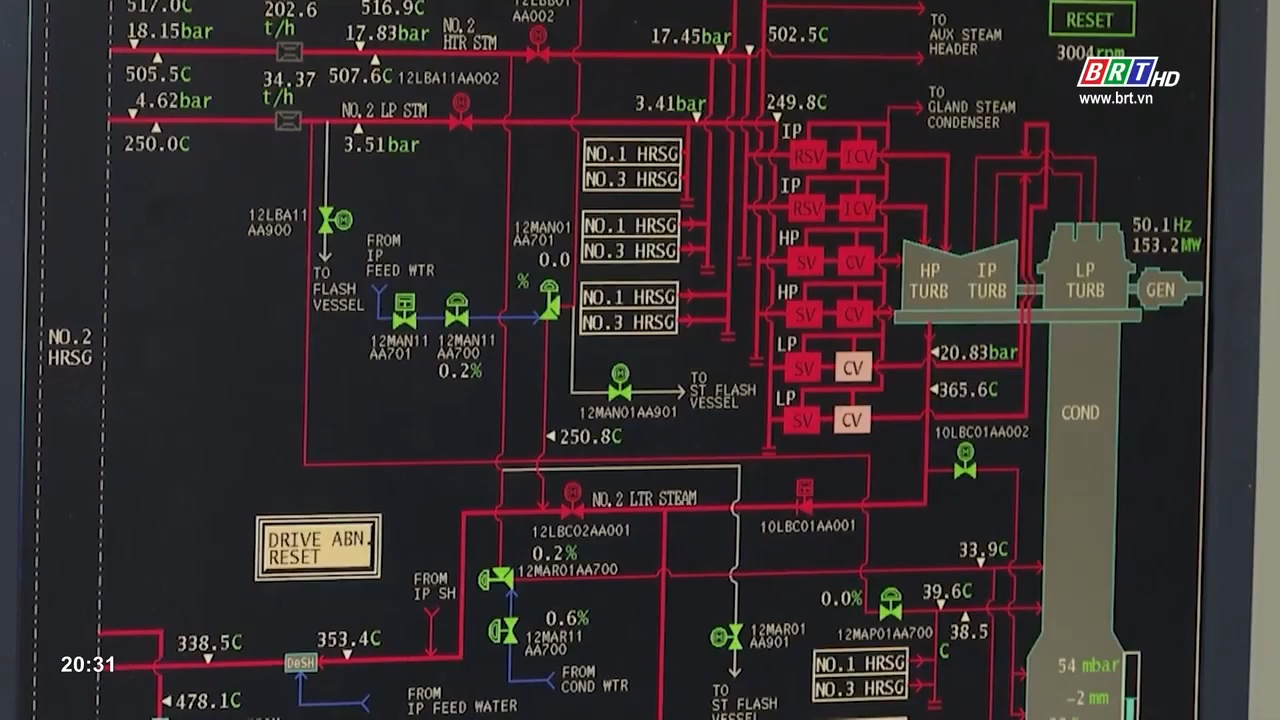 517.0C
202.6
t/h
516.9C
18.15bar
17.83bar
NO.2
HTR STM
AA002
17.45bar
502.5C
TO
AUX STEAM
HEADER
RESET
3004rpm
BRT HD
www.brt.vn
505.5C
34.37
t/h
507.6C
12LBA11AA002
4.62bar
NO.2 LP STM
3.41bar
249.8C
TO
GLAND STEAM
CONDENSER
250.0C
3.51bar
NO.1 HRSG
NO.3 HRSG
NO.1 HRSG
NO.3 HRSG
NO.1 HRSG
NO.3 HRSG
IP
RSV
ICV
IP
RSV
ICV
HP
SV
CV
HP
SV
CV
LP
SV
CV
LP
SV
CV
12LBA11
AA900
TO
FLASH
VESSEL
FROM
IP
FEED WTR
12MAN01
AA701
0.0
%
12MAN11
AA701
12MAN11
AA700
0.2%
NO.2
HRSG
TO
ST FLASH
VESSEL
12MAN01AA901
250.8C
50.1Hz
153.2MW
HP
TURB
IP
TURB
LP
TURB
GEN
20.83bar
365.6C
COND
10LBC01AA002
NO.2 LTR STEAM
12LBC02AA001
10LBC01AA001
DRIVE ABN.
RESET
0.2%
12MAR01AA700
33.9C
FROM
IP SH
0.6%
12MAR11
AA700
0.0%
12MAP01AA700
39.6C
38.5
C
12MAR01
AA901
NO.1 HRSG
NO.3 HRSG
338.5C
353.4C
20:31
DeSH
478.1C
FROM
IP FEED WATER
FROM
COND WTR
TO
ST FLASH
VESSEL
54 mbar
-2 mm